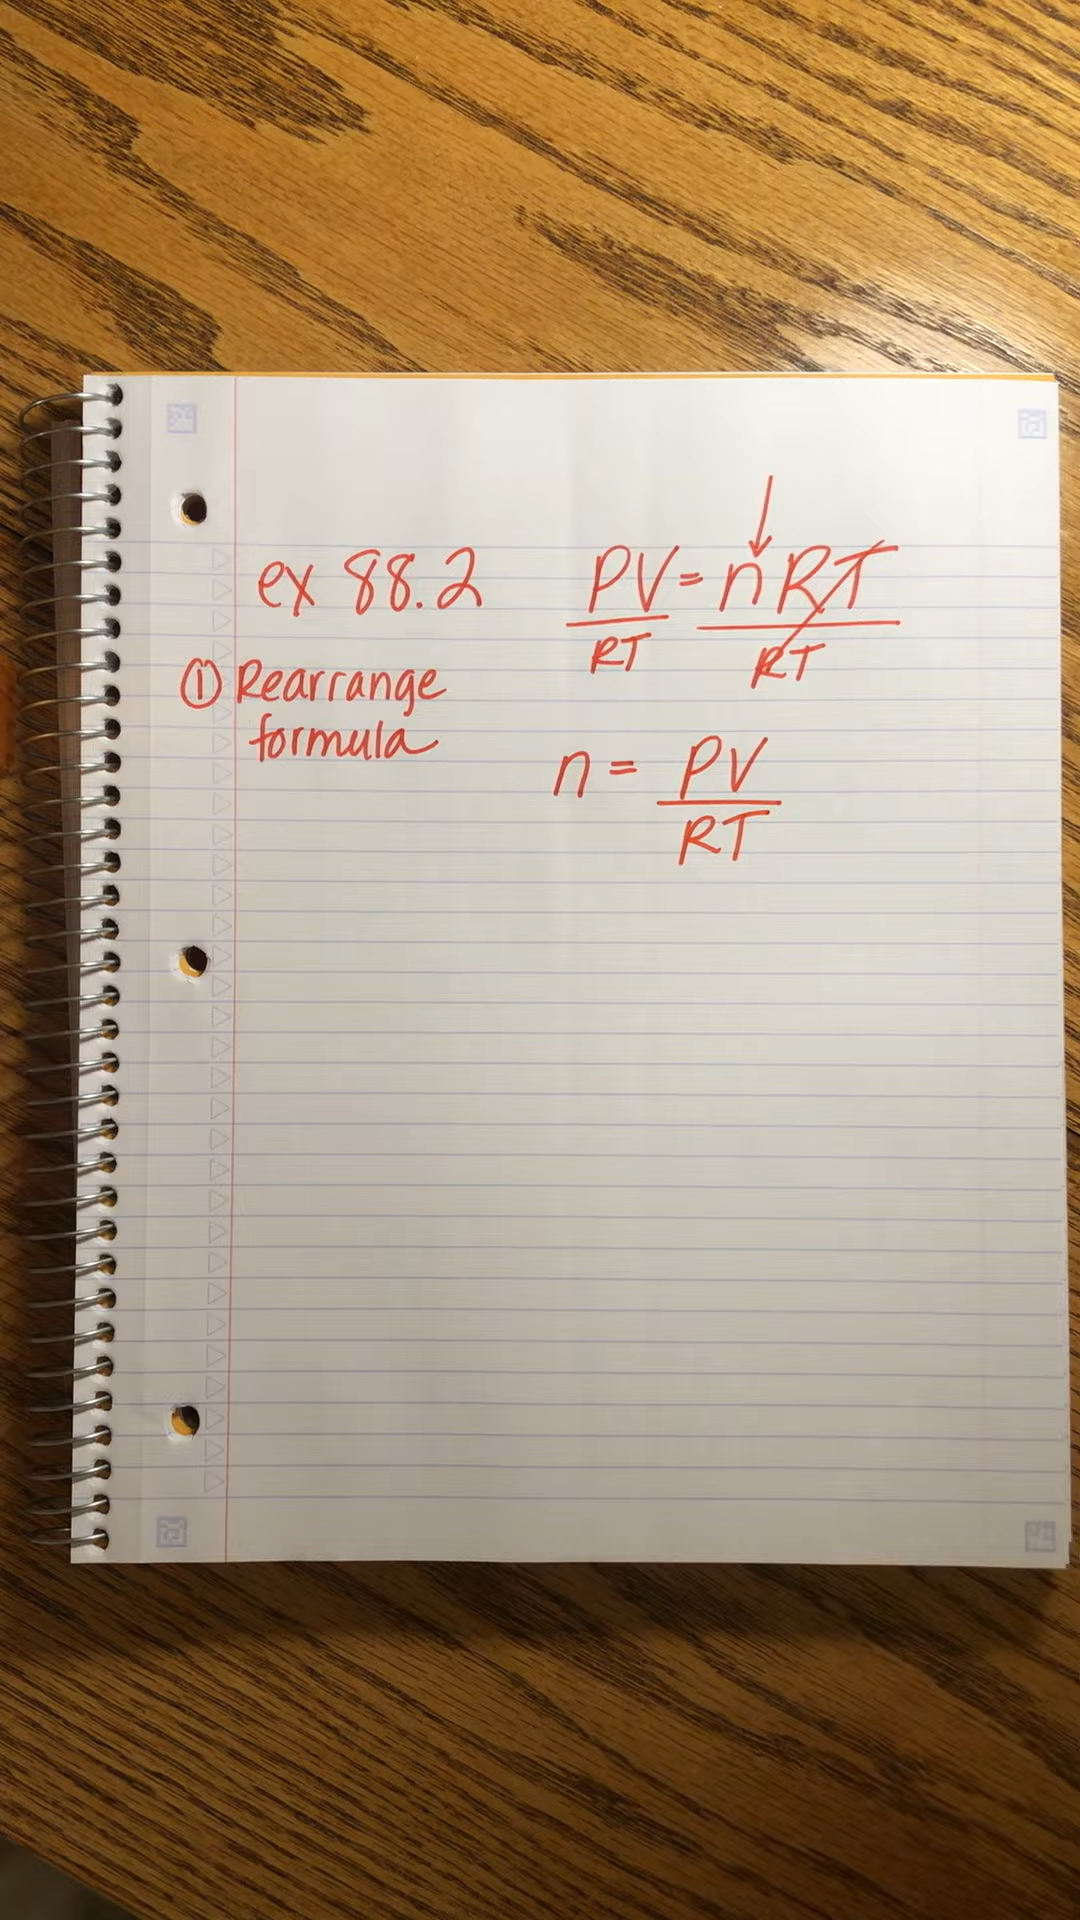 ex 88.2
PV = nRT
RT RT
① Rearrange
formula
n = PV
RT